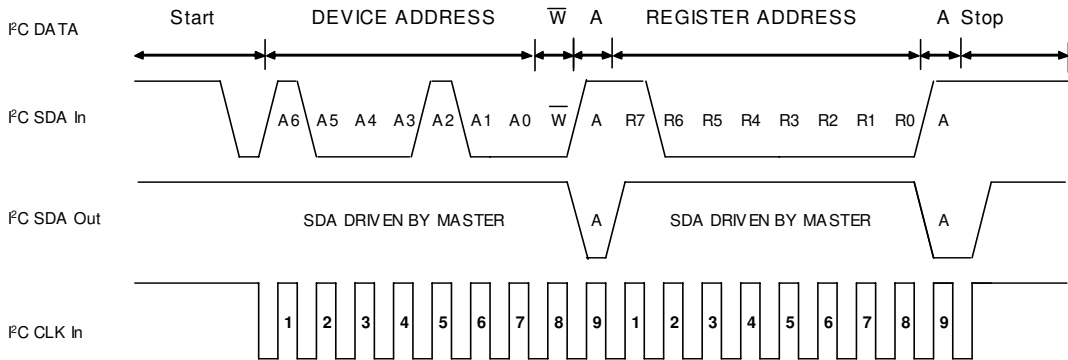 Start DEVICE ADDRESS W̅ A REGISTER ADDRESS A Stop
I²C DATA
I²C SDA In A6 A5 A4 A3 A2 A1 A0 W̅ A R7 R6 R5 R4 R3 R2 R1 R0 A
I²C SDA Out SDA DRIVEN BY MASTER A SDA DRIVEN BY MASTER A
I²C CLK In 1 2 3 4 5 6 7 8 9 1 2 3 4 5 6 7 8 9